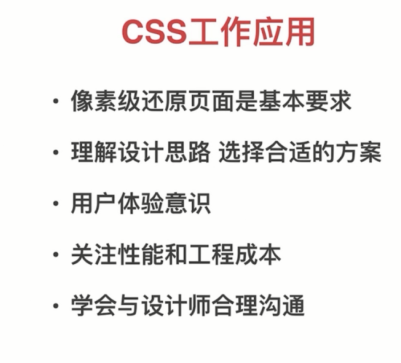 CSS工作应用
• 像素级还原页面是基本要求
• 理解设计思路 选择合适的方案
• 用户体验意识
• 关注性能和工程成本
• 学会与设计师合理沟通